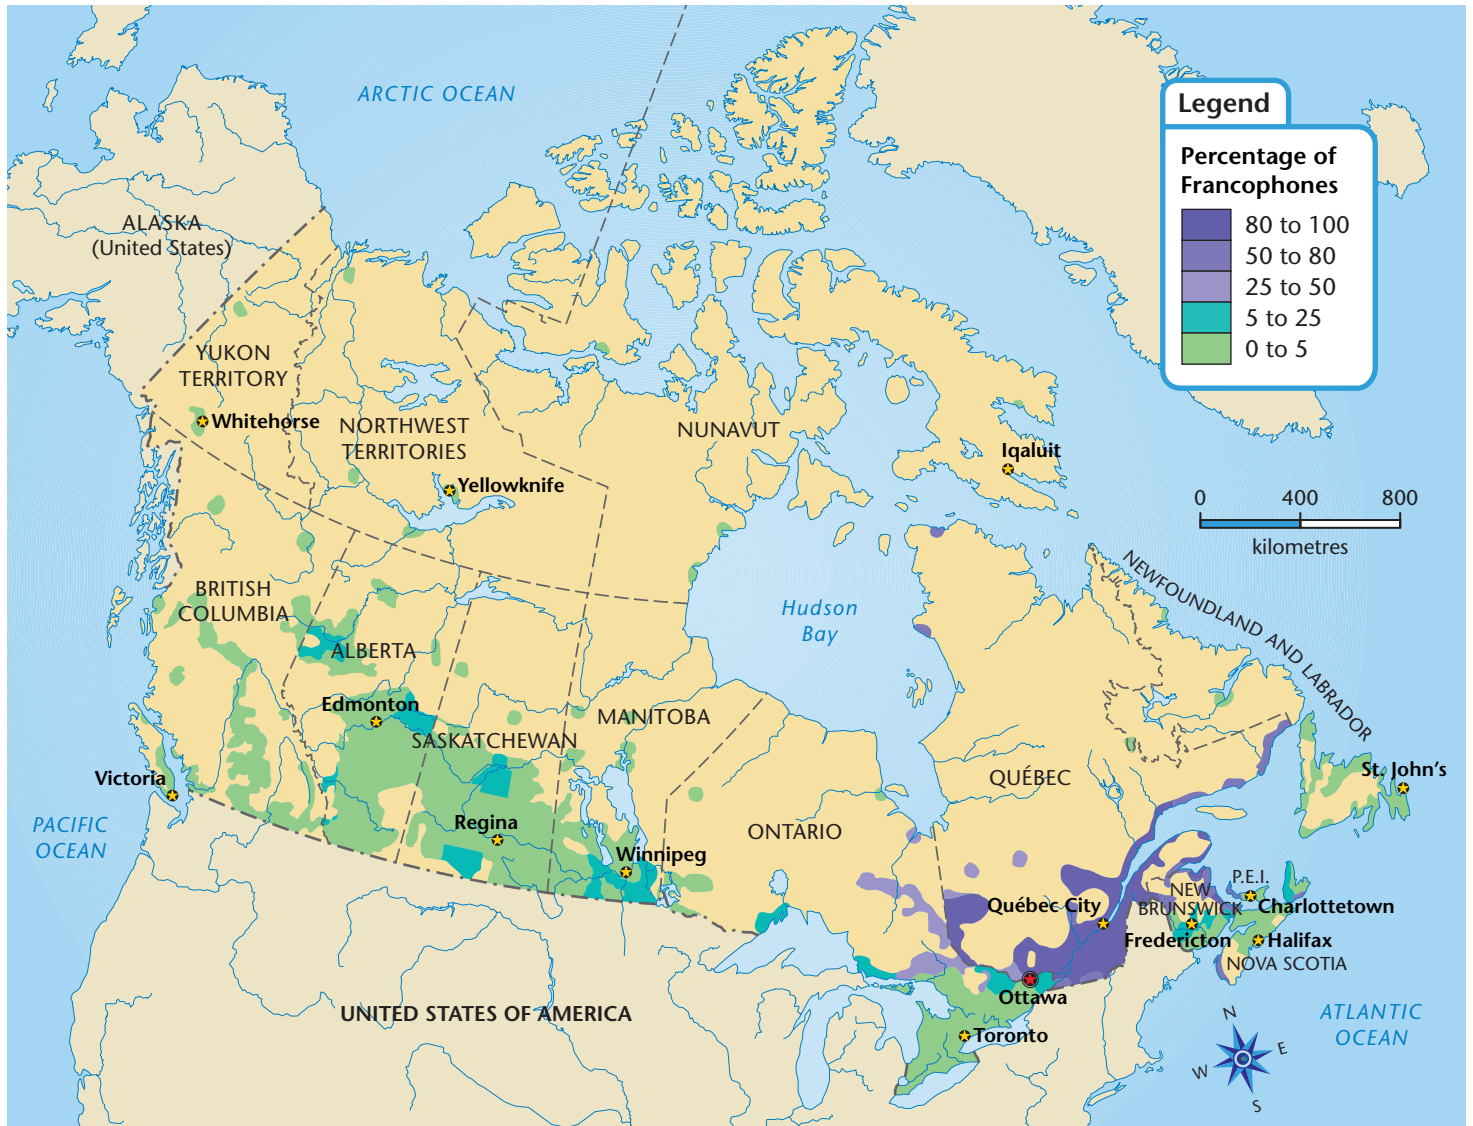 ARCTIC OCEAN
Legend
Percentage of
Francophones
80 to 100
50 to 80
25 to 50
5 to 25
0 to 5
ALASKA
(United States)
YUKON
TERRITORY
Whitehorse
NORTHWEST
TERRITORIES
Yellowknife
NUNAVUT
Iqaluit
0 400 800
kilometres
BRITISH
COLUMBIA
ALBERTA
Edmonton
SASKATCHEWAN
MANITOBA
Hudson
Bay
NEWFOUNDLAND AND LABRADOR
Victoria
Regina
Winnipeg
ONTARIO
QUÉBEC
St. John's
PACIFIC
OCEAN
Québec City
NEW
BRUNSWICK
P.E.I.
Charlottetown
Fredericton
Halifax
NOVA SCOTIA
Ottawa
Toronto
UNITED STATES OF AMERICA
ATLANTIC
OCEAN
N
E
W
S